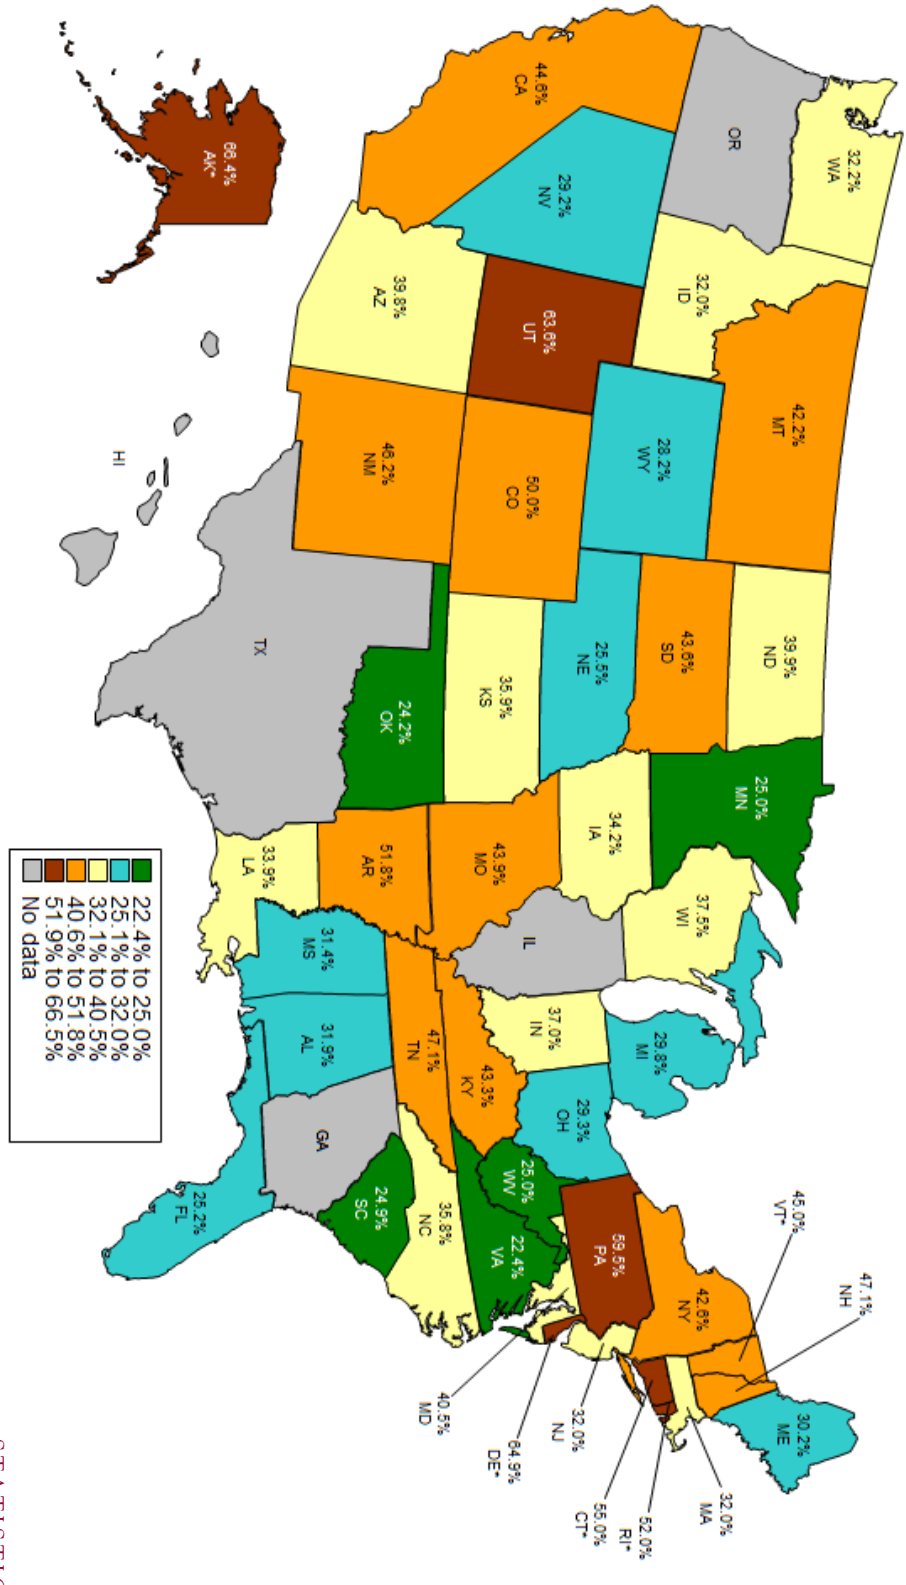 32.2%
WA
OR
44.6%
CA
29.2%
NV
32.0%
ID
42.2%
MT
63.6%
UT
39.8%
AZ
28.2%
WY
50.0%
CO
46.2%
NM
39.9%
ND
43.6%
SD
25.5%
NE
35.9%
KS
24.2%
OK
TX
25.0%
MN
34.2%
IA
43.9%
MO
51.8%
AR
33.9%
LA
37.5%
WI
IL
31.4%
MS
29.8%
MI
37.0%
IN
43.3%
KY
47.1%
TN
31.9%
AL
29.3%
OH
25.0%
WV
22.4%
VA
35.8%
NC
24.9%
SC
GA
25.2%
FL
59.5%
PA
42.6%
NY
45.0%
VT*
47.1%
NH
30.2%
ME
32.0%
MA
52.0%
RI*
55.0%
CT*
32.0%
NJ
64.9%
DE*
40.5%
MD
66.4%
AK*
HI
22.4% to 25.0%
25.1% to 32.0%
32.1% to 40.5%
40.6% to 51.8%
51.9% to 66.5%
No data